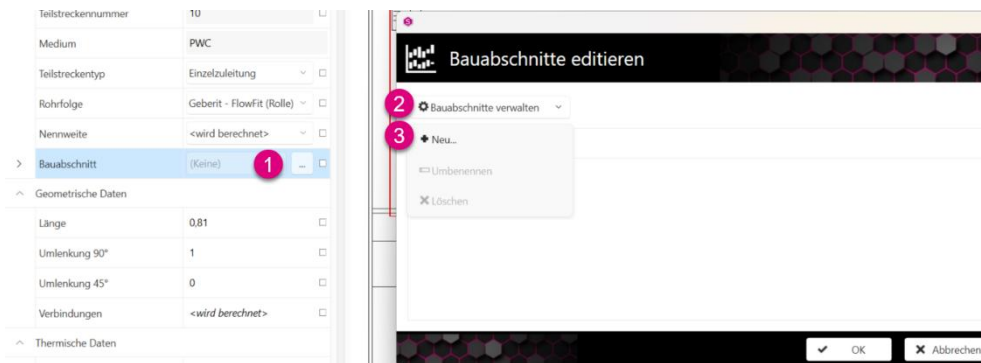 Teilstreckennummer 10
Medium PWC
Teilstreckentyp Einzelzuleitung
Rohrfolge Geberit - FlowFit (Rolle)
Nennweite <wird berechnet>
Bauabschnitt (Keine) 1 ...
Geometrische Daten
Länge 0,81
Umlenkung 90° 1
Umlenkung 45° 0
Verbindungen <wird berechnet>
Thermische Daten
Bauabschnitte editieren
2 Bauabschnitte verwalten
3 Neu...
Umbenennen
Löschen
OK Abbrechen